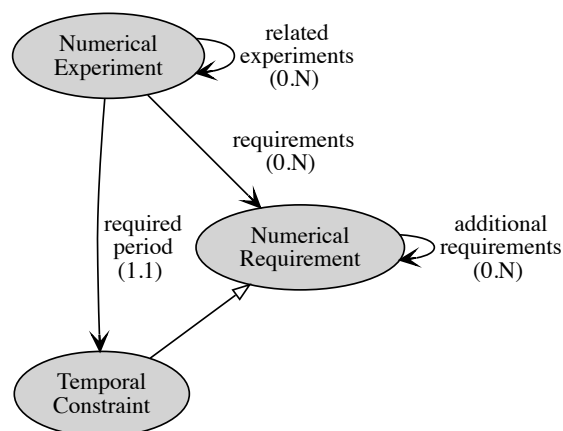 Numerical
Experiment
related
experiments
(0.N)
requirements
(0.N)
required
period
(1.1)
Numerical
Requirement
additional
requirements
(0.N)
Temporal
Constraint